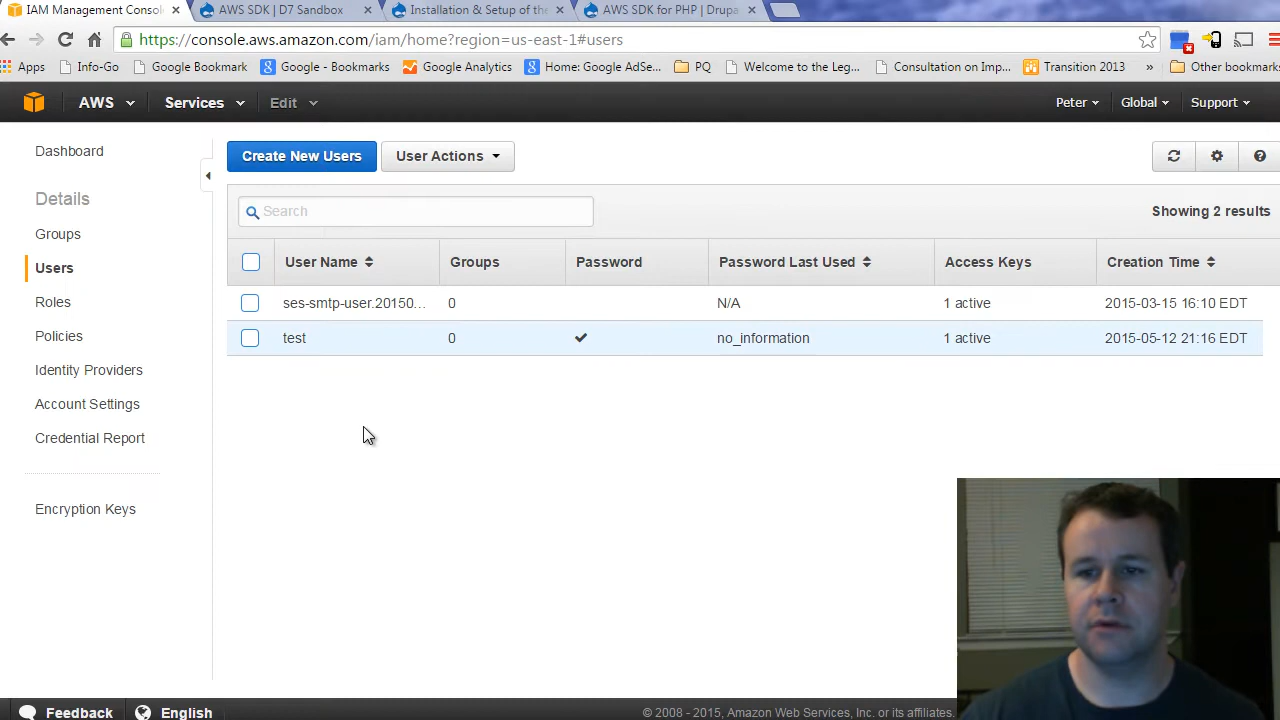 IAM Management Conso
AWS SDK | D7 Sandbox
Installation & Setup of the
AWS SDK for PHP | Drupa
https://console.aws.amazon.com/iam/home?region=us-east-1#users
Apps
Info-Go
Google Bookmark
Google - Bookmarks
Google Analytics
Home: Google AdSe...
PQ
Welcome to the Leg...
Consultation on Imp...
Transition 2013
»
Other bookmarks
AWS
Services
Edit
Peter
Global
Support
Dashboard
Details
Groups
Users
Roles
Policies
Identity Providers
Account Settings
Credential Report
Encryption Keys
Create New Users
User Actions
Search
Showing 2 results
User Name Groups Password Password Last Used Access Keys Creation Time
ses-smtp-user.20150... 0 N/A 1 active 2015-03-15 16:10 EDT
test 0 no_information 1 active 2015-05-12 21:16 EDT
Feedback
English
© 2008 - 2015, Amazon Web Services, Inc. or its affiliates.